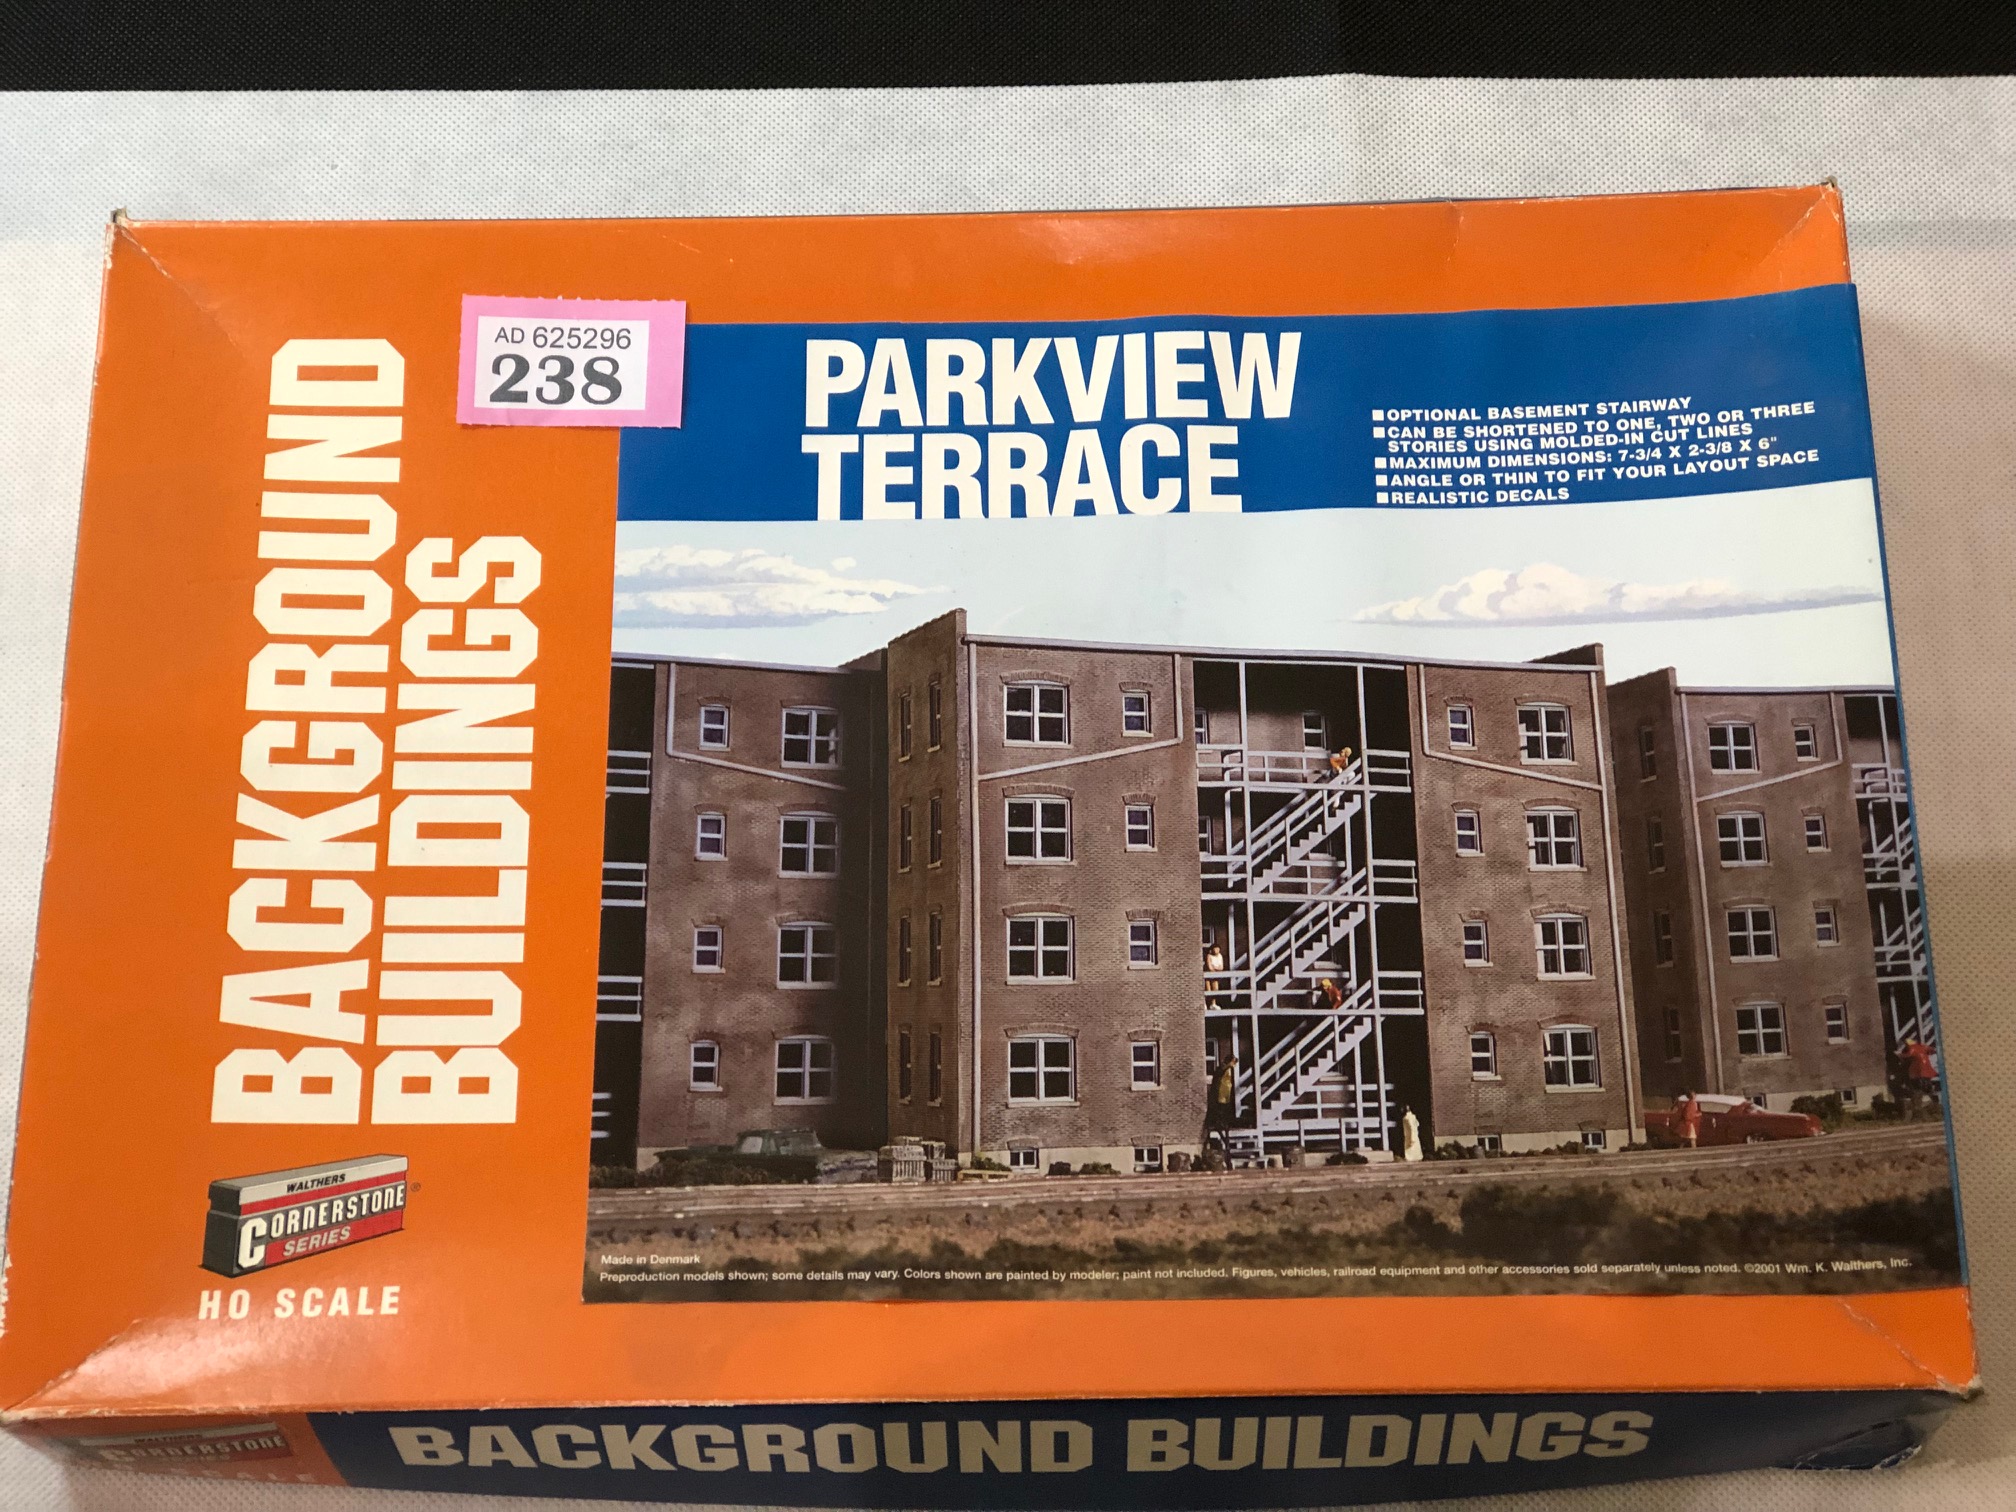 AD 625296
238
BACKGROUND
BUILDINGS
PARKVIEW
TERRACE
■ OPTIONAL BASEMENT STAIRWAY
■ CAN BE SHORTENED TO ONE, TWO OR THREE
STORIES USING MOLDED-IN CUT LINES
■ MAXIMUM DIMENSIONS: 7-3/4 X 2-3/8 X 6"
■ ANGLE OR THIN TO FIT YOUR LAYOUT SPACE
■ REALISTIC DECALS
WALTHERS
CORNERSTONE®
SERIES
HO SCALE
Made in Denmark
Preproduction models shown; some details may vary. Colors shown are painted by modeler; paint not included. Figures, vehicles, railroad equipment and other accessories sold separately unless noted. ©2001 Wm. K. Walthers, Inc.
WALTHERS
CORNERSTONE
BACKGROUND BUILDINGS